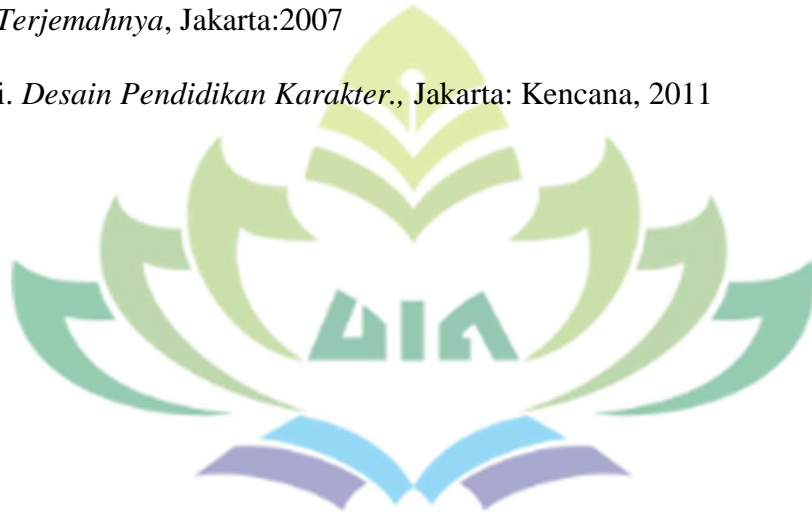 Terjemahnya, Jakarta:2007
i. Desain Pendidikan Karakter., Jakarta: Kencana, 2011
UIN